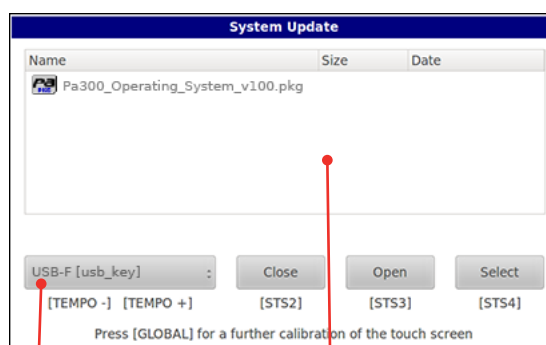 System Update
Name Size Date
Pa300_Operating_System_v100.pkg
USB-F [usb_key] : Close Open Select
[TEMPO -] [TEMPO +] [STS2] [STS3] [STS4]
Press [GLOBAL] for a further calibration of the touch screen